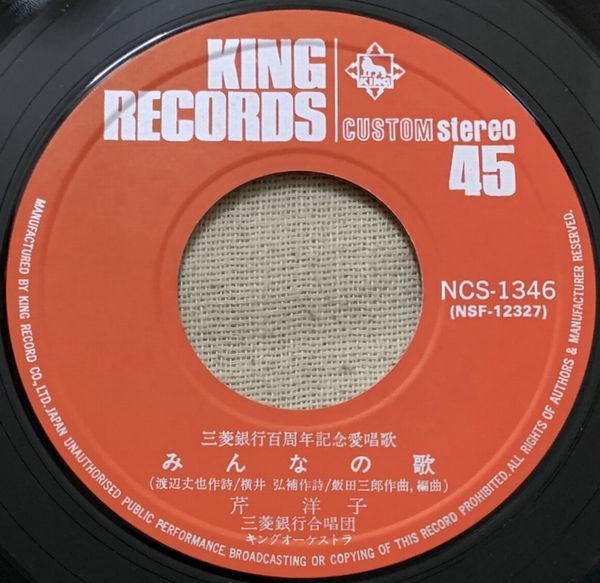 KING
RECORDS
KING
CUSTOM stereo
45
NCS-1346
(NSF-12327)
三菱銀行百周年記念愛唱歌
みんなの歌
(渡辺丈也作詩/横井 弘補作詩/飯田三郎作曲,編曲)
芹 洋子
三菱銀行合唱団
キングオーケストラ
MANUFACTURED BY KING RECORD CO., LTD. JAPAN UNAUTHORISED PUBLIC PERFORMANCE, BROADCASTING OR COPYING OF THIS RECORD PROHIBITED. ALL RIGHTS OF AUTHORS & MANUFACTURER RESERVED.